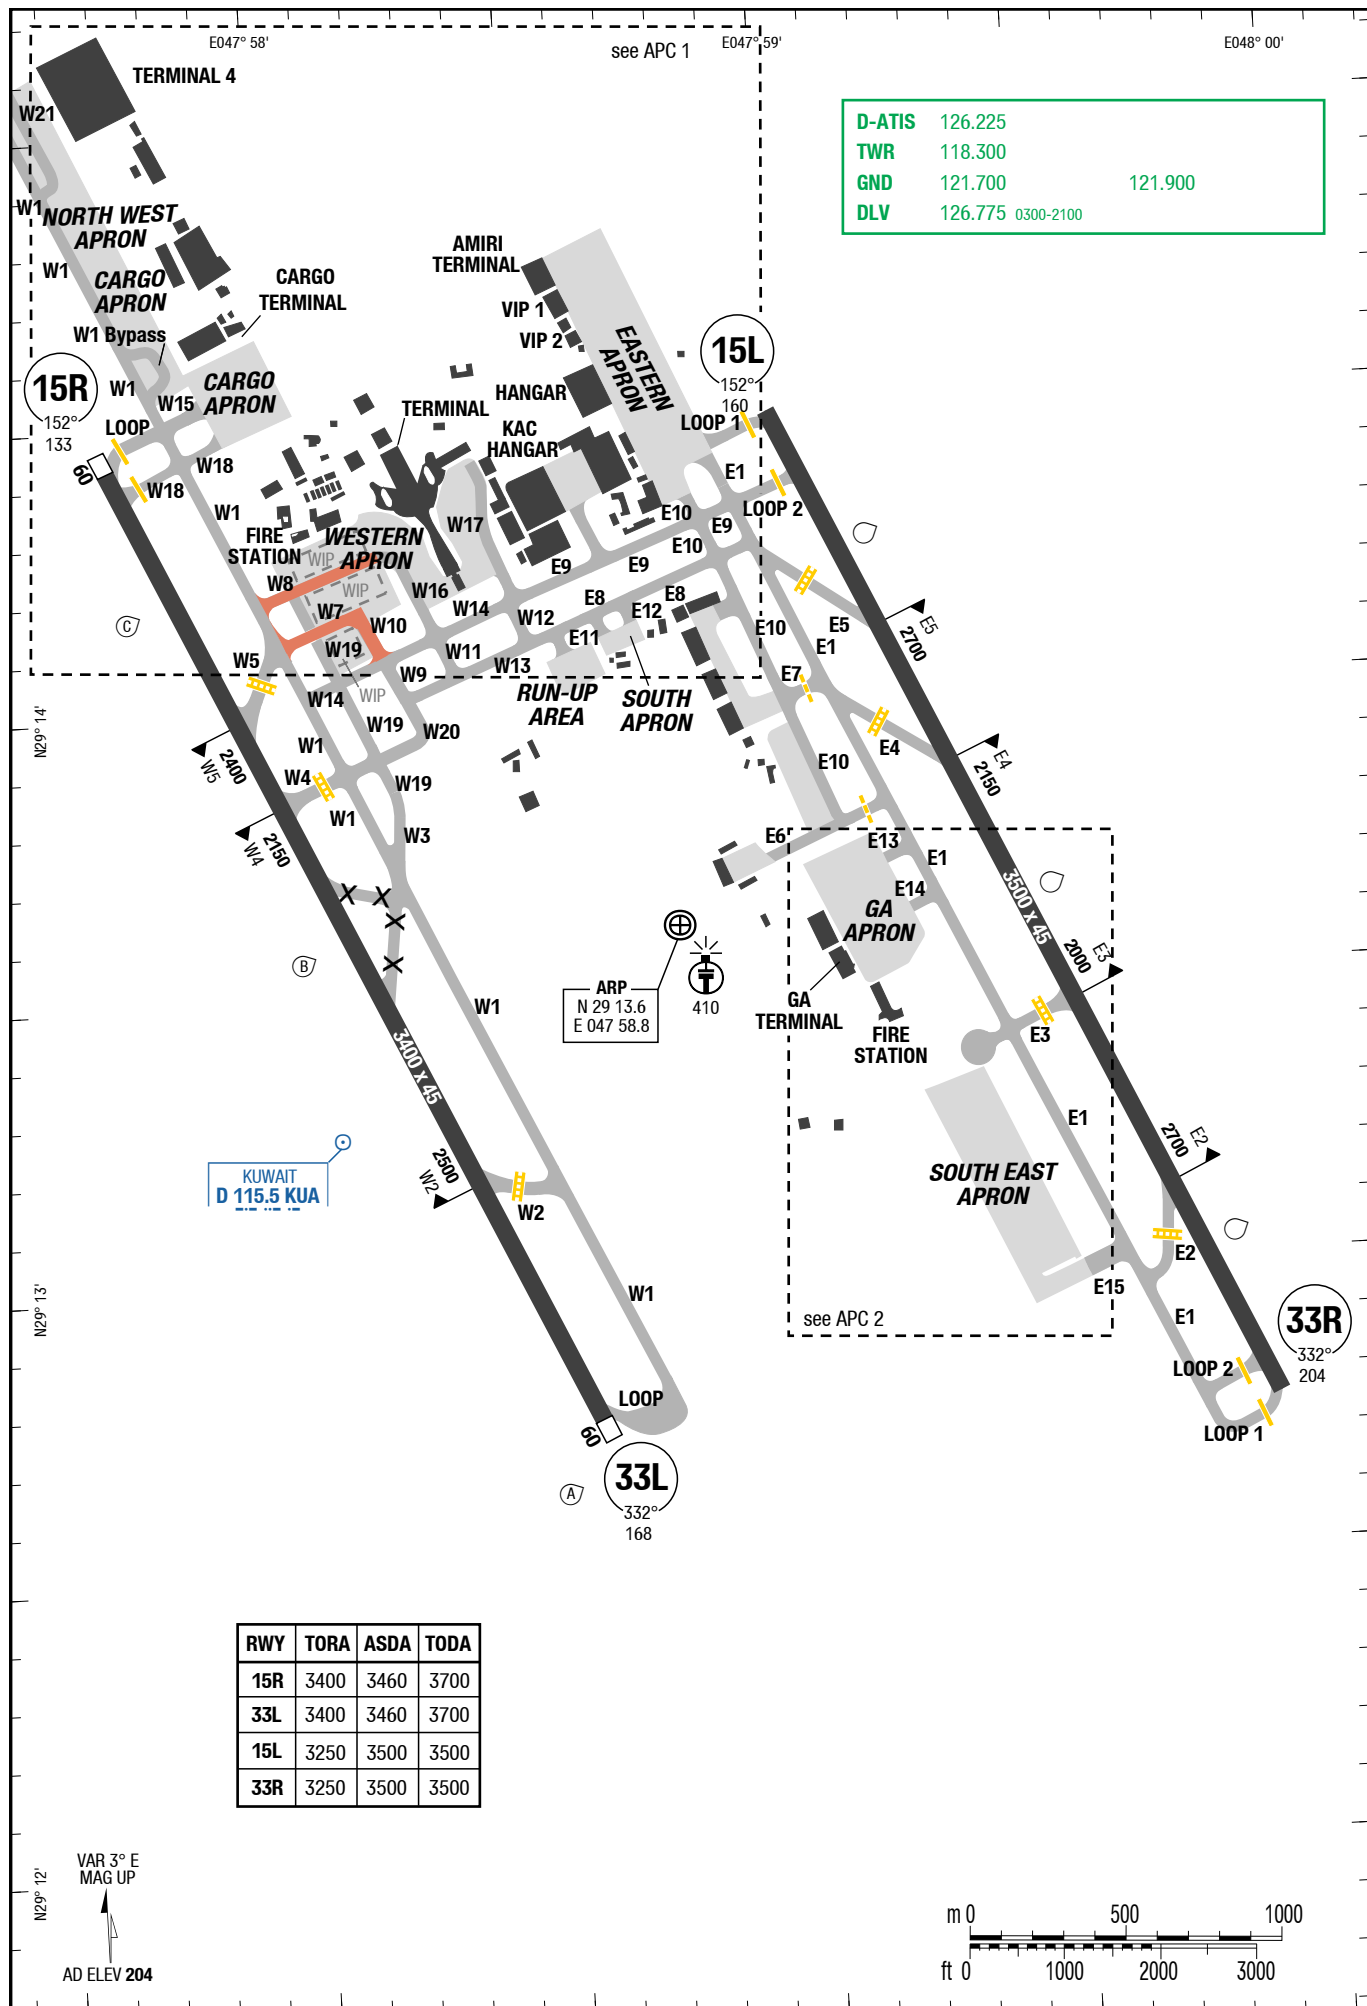 E047° 58'
E047° 59'
E048° 00'
see APC 1
TERMINAL 4
W21
D-ATIS 126.225
TWR 118.300
GND 121.700 121.900
DLV 126.775 0300-2100
W1
NORTH WEST
APRON
W1
CARGO
APRON
CARGO
TERMINAL
W1 Bypass
AMIRI
TERMINAL
VIP 1
VIP 2
EASTERN
APRON
15L
152°
160
15R
152°
133
W1
W15
CARGO
APRON
LOOP
TERMINAL
HANGAR
KAC
HANGAR
LOOP 1
60
W18
W18
W1
E1
LOOP 2
FIRE
STATION
WESTERN
APRON
WIP
WIP
W17
E10
E9
E10
E9
E9
W8
W7
W16
W14
W10
W12
E8
E12
E8
E11
C
W5
W19
WIP
W9
W11
W13
E10
E5
E1
E5
2700
E7
RUN-UP
AREA
SOUTH
APRON
W14
W19
W20
N29° 14'
W1
2400
W5
W4
W19
E10
E4
E4
2150
W1
W3
2150
W4
E6
E13
E1
E14
GA
APRON
3500 x 45
B
ARP
N 29 13.6
E 047 58.8
410
GA
TERMINAL
FIRE
STATION
2000
E3
E3
W1
3400 x 45
E1
KUWAIT
D 115.5 KUA
2500
W2
W2
SOUTH EAST
APRON
2700
E2
E2
E15
W1
E1
see APC 2
N29° 13'
33R
332°
204
LOOP 2
LOOP 1
LOOP
60
33L
332°
168
A
RWY TORA ASDA TODA
15R 3400 3460 3700
33L 3400 3460 3700
15L 3250 3500 3500
33R 3250 3500 3500
N29° 12'
VAR 3° E
MAG UP
AD ELEV 204
m 0 500 1000
ft 0 1000 2000 3000